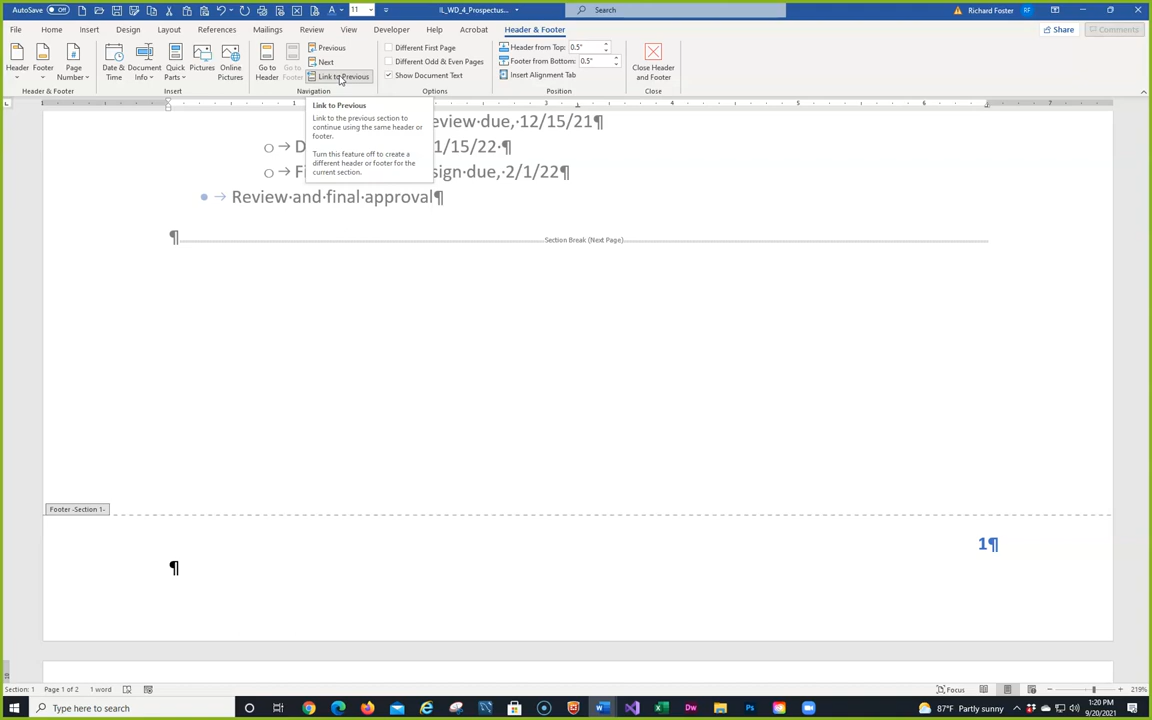 AutoSave Off 11 IL_WD_4_Prospectus... Search Richard Foster RF
File Home Insert Design Layout References Mailings Review View Developer Help Acrobat Header & Footer Share Comments
Header Footer Page Number
Date & Time Document Info Quick Parts Pictures Online Pictures
Go to Header Go to Footer
Previous
Next
Link to Previous
Different First Page
Different Odd & Even Pages
Show Document Text
Header from Top: 0.5"
Footer from Bottom: 0.5"
Insert Alignment Tab
Close Header and Footer
Header & Footer Insert Navigation Options Position Close
Link to Previous
Link to the previous section to
continue using the same header or
footer.
Turn this feature off to create a
different header or footer for the
current section.
eview·due,·12/15/21¶
o → D 1/15/22·¶
o → Fi sign·due,·2/1/22¶
• → Review·and·final·approval¶
¶ Section Break (Next Page)
Footer -Section 1-
1¶
¶
Section: 1 Page 1 of 2 1 word Focus 219%
Type here to search 87°F Partly sunny 1:20 PM
9/20/2021